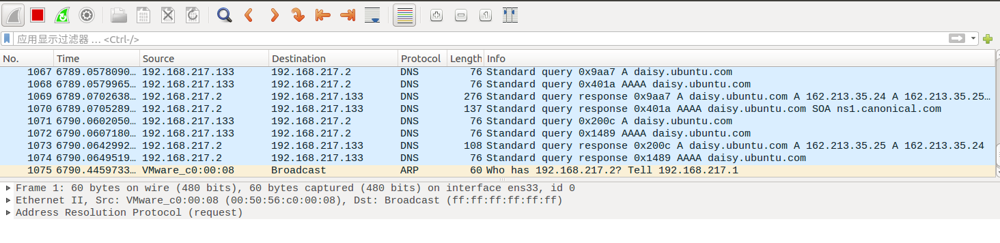 应用显示过滤器 … <Ctrl-/>
No. Time Source Destination Protocol Length Info
1067 6789.0578090… 192.168.217.133 192.168.217.2 DNS 76 Standard query 0x9aa7 A daisy.ubuntu.com
1068 6789.0579965… 192.168.217.133 192.168.217.2 DNS 76 Standard query 0x401a AAAA daisy.ubuntu.com
1069 6789.0702638… 192.168.217.2 192.168.217.133 DNS 276 Standard query response 0x9aa7 A daisy.ubuntu.com A 162.213.35.24 A 162.213.35.25…
1070 6789.0705289… 192.168.217.2 192.168.217.133 DNS 137 Standard query response 0x401a AAAA daisy.ubuntu.com SOA ns1.canonical.com
1071 6790.0602050… 192.168.217.133 192.168.217.2 DNS 76 Standard query 0x200c A daisy.ubuntu.com
1072 6790.0607180… 192.168.217.133 192.168.217.2 DNS 76 Standard query 0x1489 AAAA daisy.ubuntu.com
1073 6790.0642992… 192.168.217.2 192.168.217.133 DNS 108 Standard query response 0x200c A daisy.ubuntu.com A 162.213.35.25 A 162.213.35.24
1074 6790.0649519… 192.168.217.2 192.168.217.133 DNS 76 Standard query response 0x1489 AAAA daisy.ubuntu.com
1075 6790.4459733… VMware_c0:00:08 Broadcast ARP 60 Who has 192.168.217.2? Tell 192.168.217.1
Frame 1: 60 bytes on wire (480 bits), 60 bytes captured (480 bits) on interface ens33, id 0
Ethernet II, Src: VMware_c0:00:08 (00:50:56:c0:00:08), Dst: Broadcast (ff:ff:ff:ff:ff:ff)
Address Resolution Protocol (request)